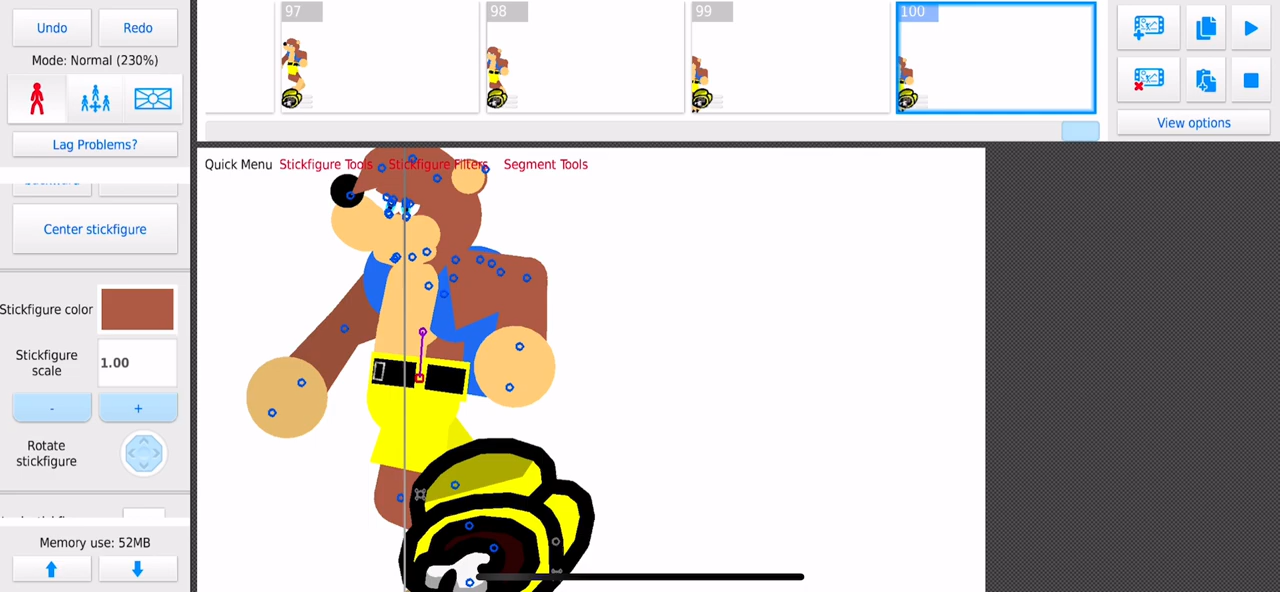 Undo
Redo
Mode: Normal (230%)
Lag Problems?
Center stickfigure
Stickfigure color
Stickfigure
scale
1.00
-
+
Rotate
stickfigure
Memory use: 52MB
97
98
99
100
View options
Quick Menu
Stickfigure Tools
Stickfigure Filters
Segment Tools